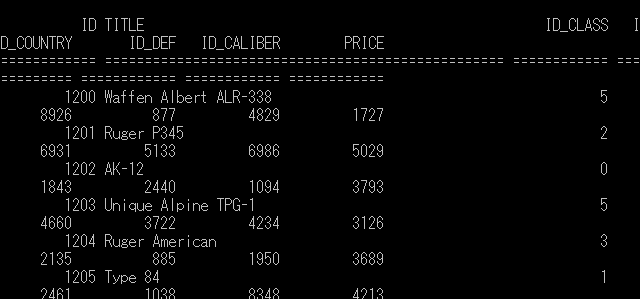 ID TITLE ID_CLASS I
D_COUNTRY ID_DEF ID_CALIBER PRICE
============ =============================================== ============ ===
========= ============ ============ ============
1200 Waffen Albert ALR-338 5
8926 877 4829 1727
1201 Ruger P345 2
6931 5133 6986 5029
1202 AK-12 0
1843 2440 1094 3793
1203 Unique Alpine TPG-1 5
4660 3722 4234 3126
1204 Ruger American 3
2135 885 1950 3689
1205 Type 84 1
2461 1038 8348 4213